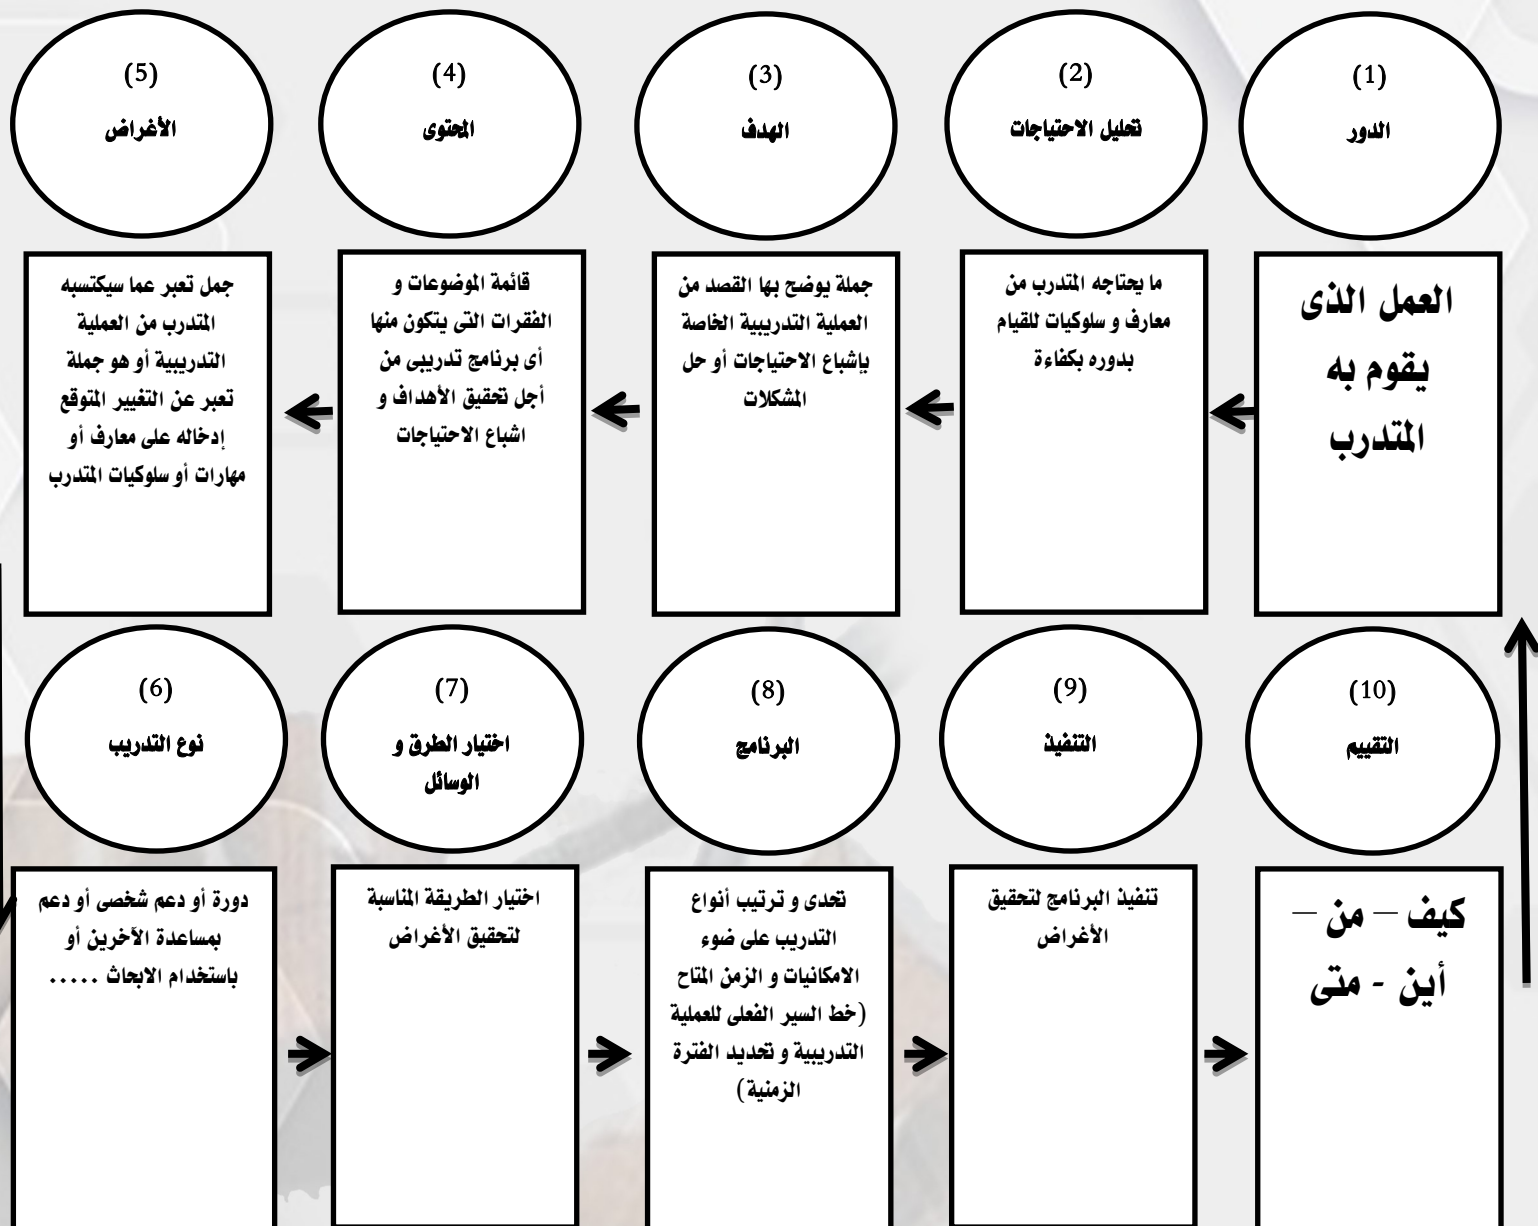 (1)
الدور
(2)
تحليل الاحتياجات
(3)
الهدف
(4)
المحتوى
(5)
الأغراض
العمل الذى
يقوم به
المتدرب
ما يحتاجه المتدرب من
معارف و سلوكيات للقيام
بدوره بكفاءة
جملة يوضح بها القصد من
العملية التدريبية الخاصة
بإشباع الاحتياجات أو حل
المشكلات
قائمة الموضوعات و
الفقرات التى يتكون منها
أى برنامج تدريبى من
أجل تحقيق الأهداف و
اشباع الاحتياجات
جمل تعبر عما سيكتسبه
المتدرب من العملية
التدريبية أو هو جملة
تعبر عن التغيير المتوقع
إدخاله على معارف أو
مهارات أو سلوكيات المتدرب
(6)
نوع التدريب
(7)
اختيار الطرق و
الوسائل
(8)
البرنامج
(9)
التنفيذ
(10)
التقييم
دورة أو دعم شخصى أو دعم
بمساعدة الآخرين أو
باستخدام الابحاث .....
اختيار الطريقة المناسبة
لتحقيق الأغراض
تحدى و ترتيب أنواع
التدريب على ضوء
الامكانيات و الزمن المتاح
(خط السير الفعلى للعملية
التدريبية و تحديد الفترة
الزمنية)
تنفيذ البرنامج لتحقيق
الأغراض
كيف – من –
أين - متى